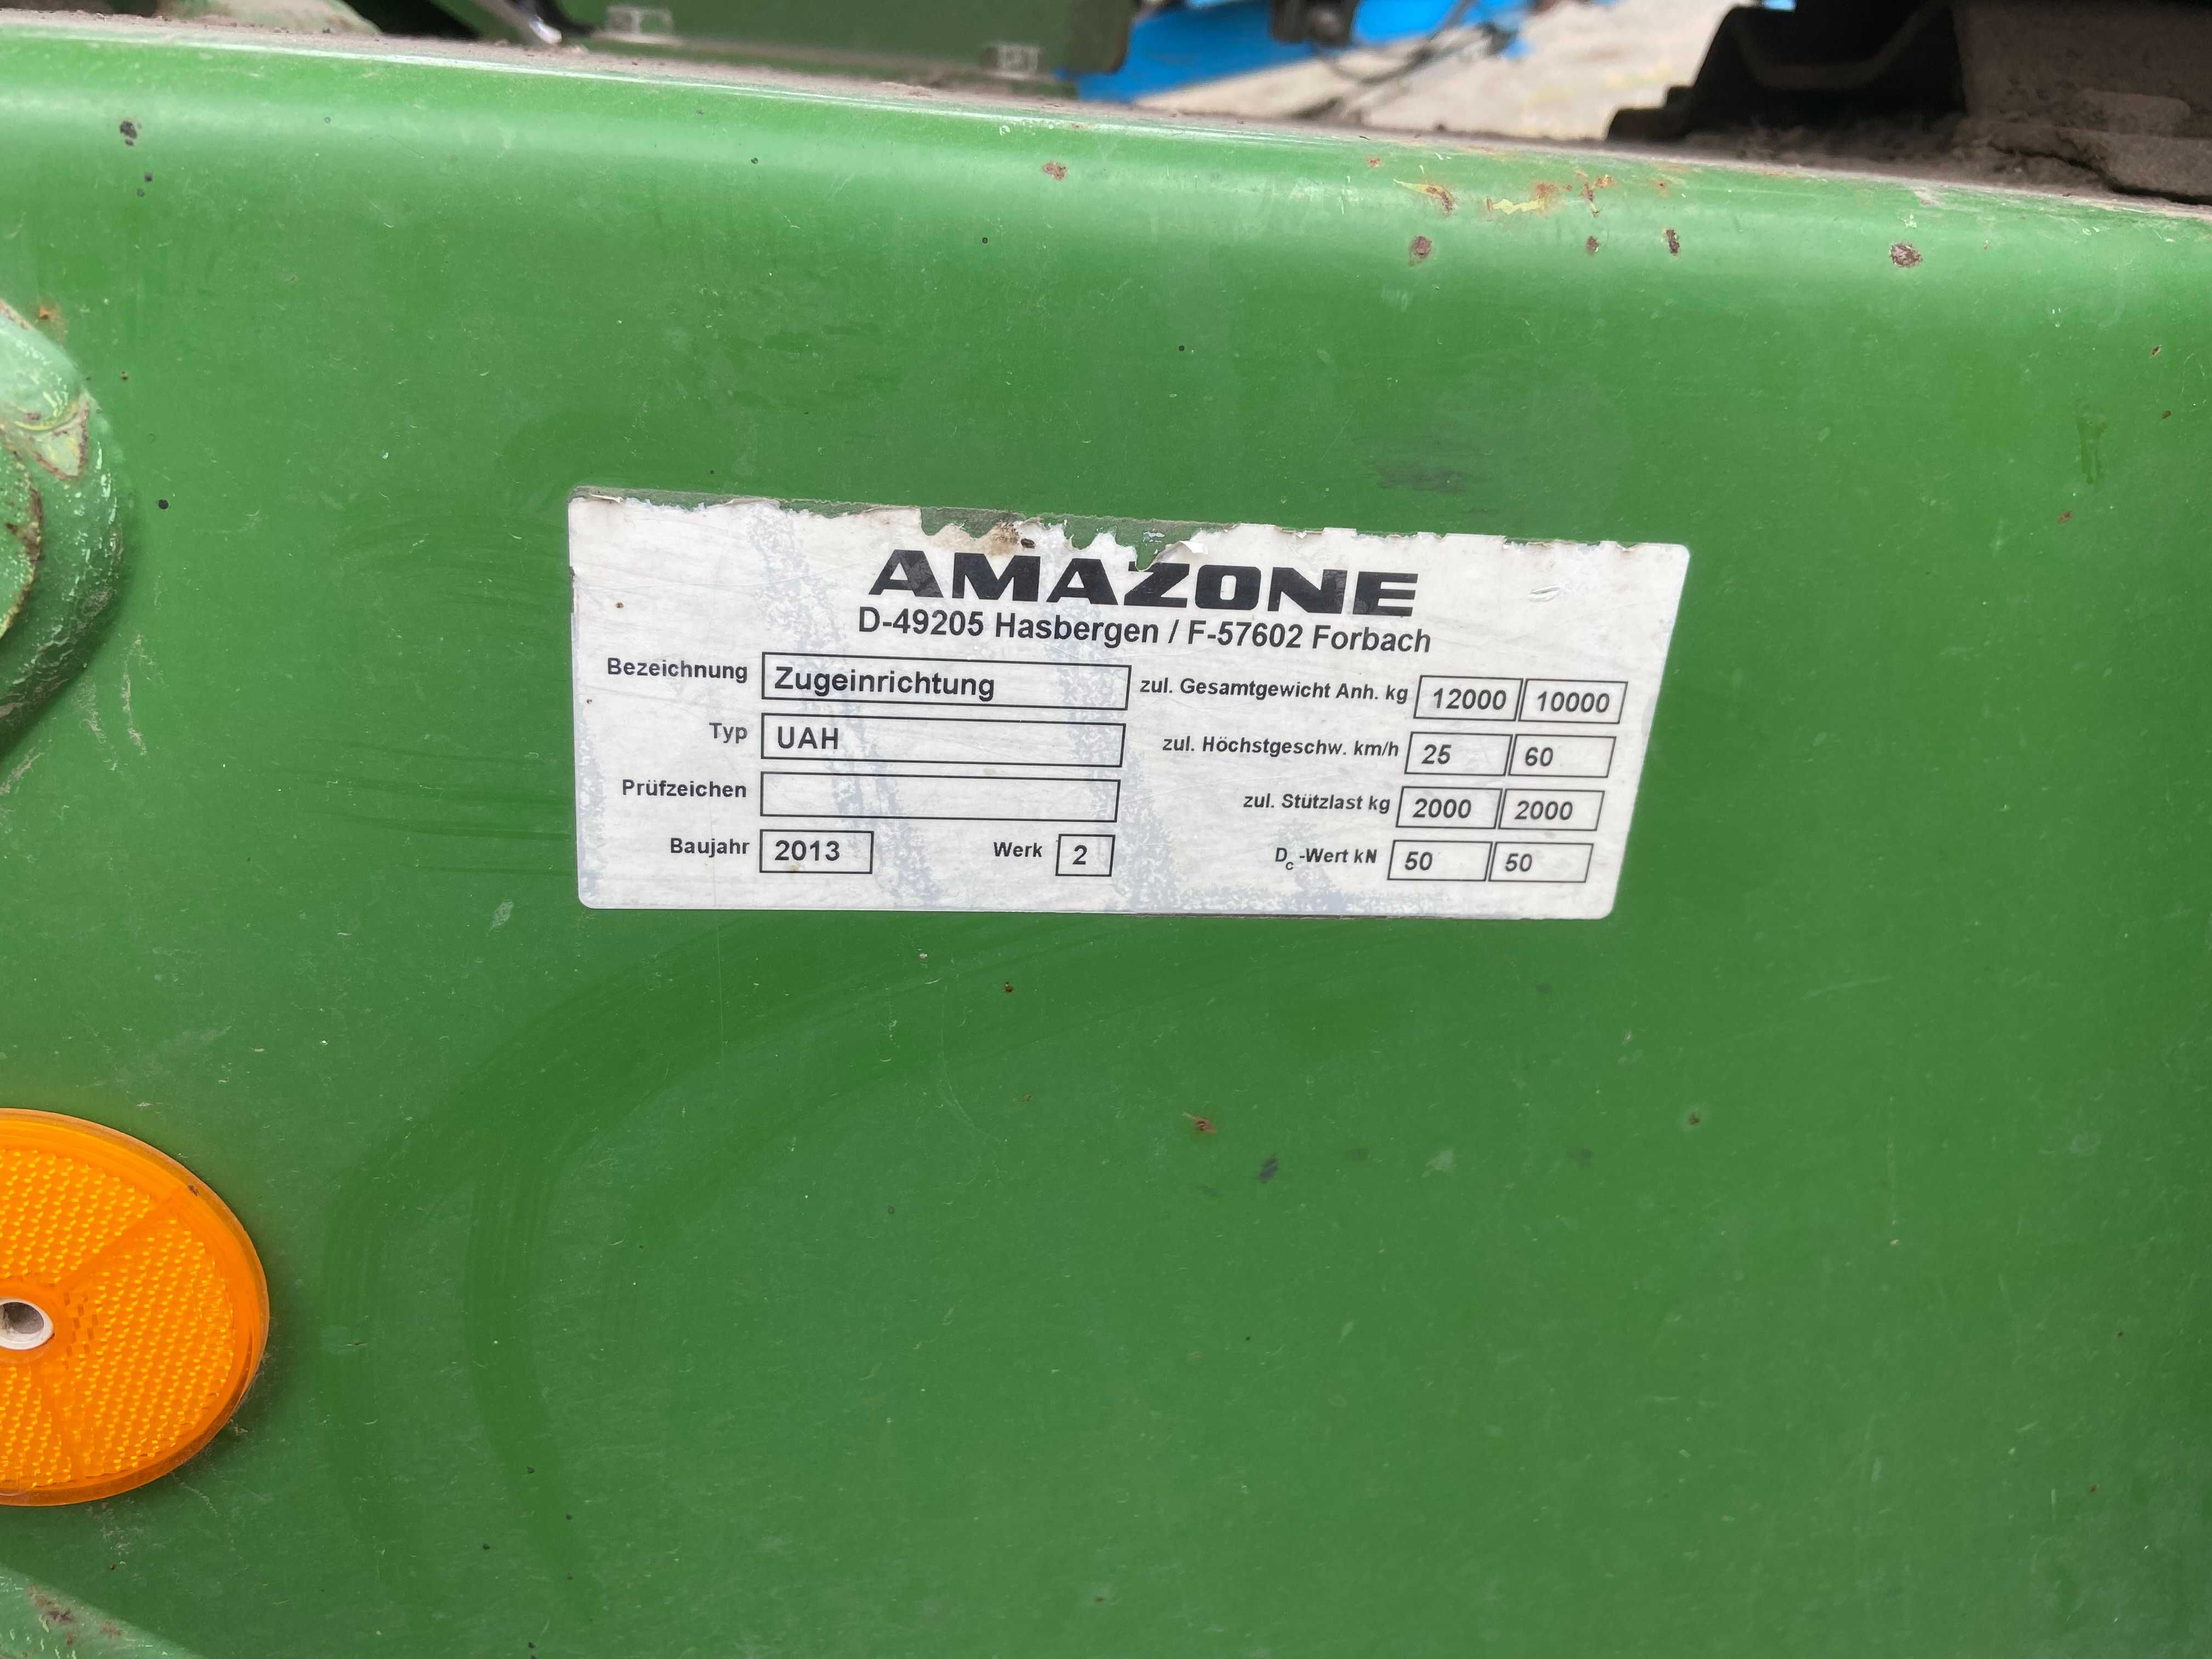 AMAZONE
D-49205 Hasbergen / F-57602 Forbach
Bezeichnung Zugeinrichtung
Typ UAH
Prüfzeichen
Baujahr 2013 Werk 2
zul. Gesamtgewicht Anh. kg 12000 10000
zul. Höchstgeschw. km/h 25 60
zul. Stützlast kg 2000 2000
Dc-Wert kN 50 50